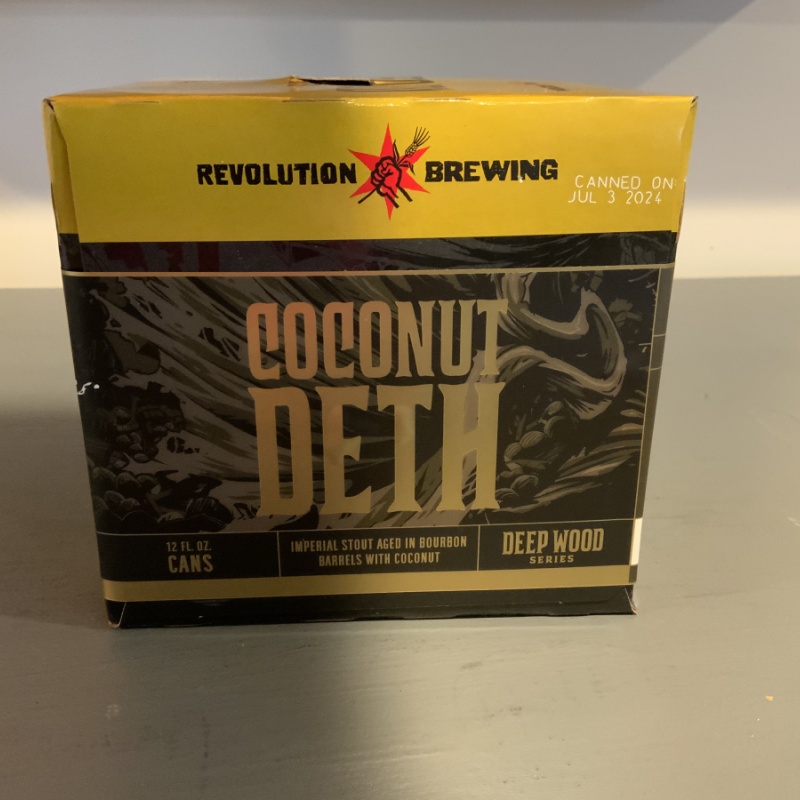 REVOLUTION BREWING
CANNED ON
JUL 3 2024
COCONUT
DETH
12 FL. OZ.
CANS
IMPERIAL STOUT AGED IN BOURBON
BARRELS WITH COCONUT
DEEP WOOD
SERIES